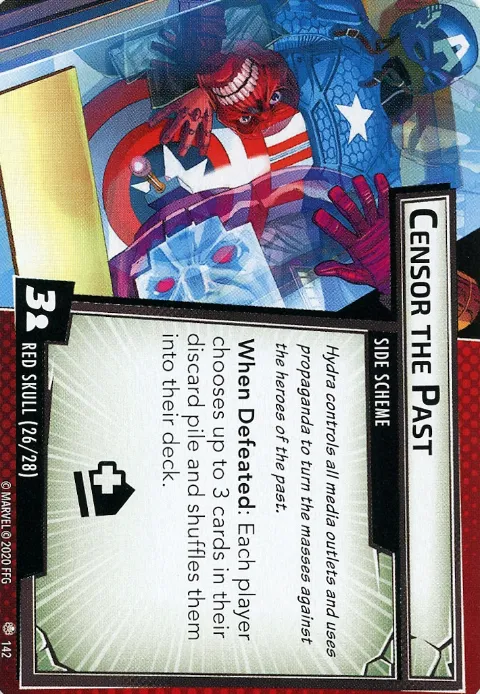 CENSOR THE PAST
SIDE SCHEME
Hydra controls all media outlets and uses
propaganda to turn the masses against
the heroes of the past.
When Defeated: Each player
chooses up to 3 cards in their
discard pile and shuffles them
into their deck.
3
RED SKULL (26/28)
© MARVEL © 2020 FFG
142
A